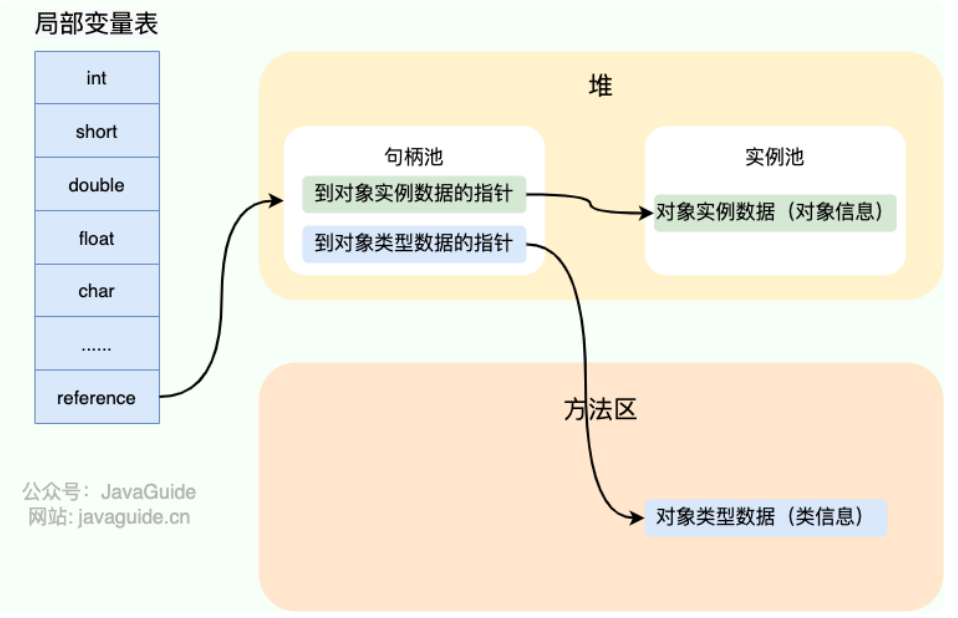 局部变量表
int
short
double
float
char
......
reference
堆
句柄池
到对象实例数据的指针
到对象类型数据的指针
实例池
对象实例数据（对象信息）
方法区
对象类型数据（类信息）
公众号：JavaGuide
网站: javaguide.cn